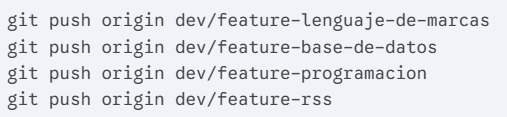 git push origin dev/feature-lenguaje-de-marcas
git push origin dev/feature-base-de-datos
git push origin dev/feature-programacion
git push origin dev/feature-rss